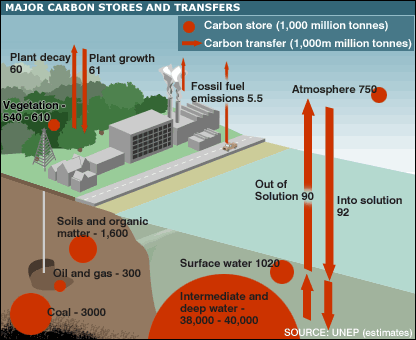 MAJOR CARBON STORES AND TRANSFERS
Carbon store (1,000 million tonnes)
Carbon transfer (1,000m million tonnes)
Plant decay
60
Plant growth
61
Fossil fuel
emissions 5.5
Atmosphere 750
Vegetation -
540 - 610
Out of
Solution 90
Into solution
92
Soils and organic
matter - 1,600
Surface water 1020
Oil and gas - 300
Intermediate and
deep water -
38,000 - 40,000
Coal - 3000
SOURCE: UNEP (estimates)